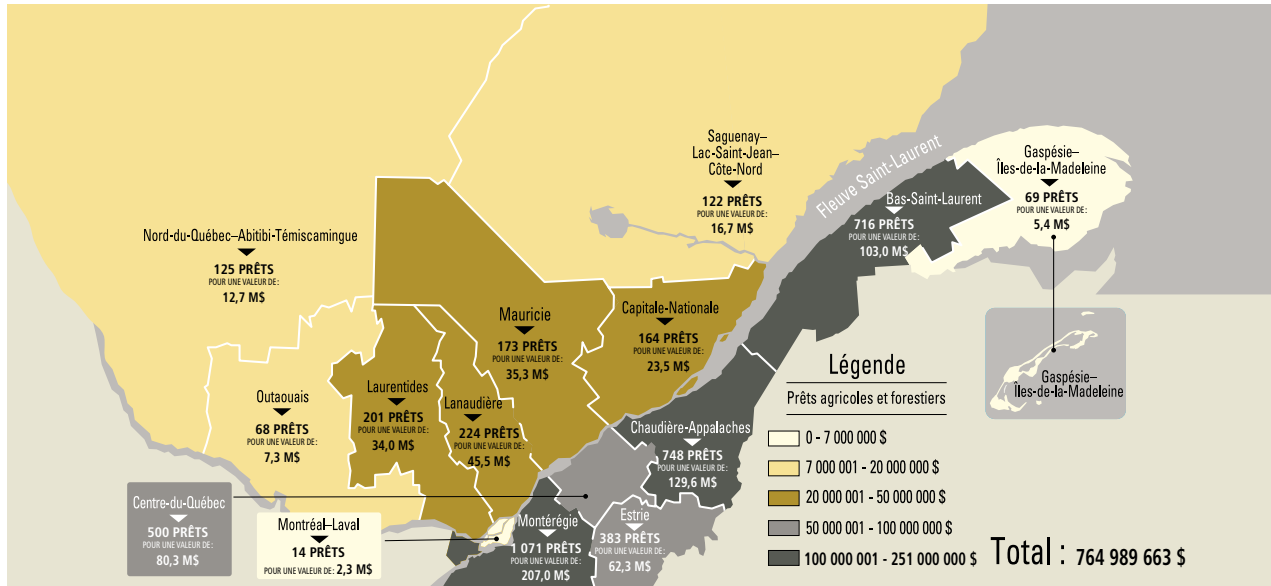 Saguenay–
Lac-Saint-Jean–
Côte-Nord
122 PRÊTS
POUR UNE VALEUR DE :
16,7 M$
Fleuve Saint-Laurent
Gaspésie–
Îles-de-la-Madeleine
69 PRÊTS
POUR UNE VALEUR DE :
5,4 M$
Bas-Saint-Laurent
716 PRÊTS
POUR UNE VALEUR DE :
103,0 M$
Nord-du-Québec–Abitibi-Témiscamingue
125 PRÊTS
POUR UNE VALEUR DE :
12,7 M$
Mauricie
173 PRÊTS
POUR UNE VALEUR DE :
35,3 M$
Capitale-Nationale
164 PRÊTS
POUR UNE VALEUR DE :
23,5 M$
Gaspésie–
Îles-de-la-Madeleine
Outaouais
68 PRÊTS
POUR UNE VALEUR DE :
7,3 M$
Laurentides
201 PRÊTS
POUR UNE VALEUR DE :
34,0 M$
Lanaudière
224 PRÊTS
POUR UNE VALEUR DE :
45,5 M$
Chaudière-Appalaches
748 PRÊTS
POUR UNE VALEUR DE :
129,6 M$
Centre-du-Québec
500 PRÊTS
POUR UNE VALEUR DE :
80,3 M$
Montréal–Laval
14 PRÊTS
POUR UNE VALEUR DE : 2,3 M$
Montérégie
1 071 PRÊTS
POUR UNE VALEUR DE :
207,0 M$
Estrie
383 PRÊTS
POUR UNE VALEUR DE :
62,3 M$
Légende
Prêts agricoles et forestiers
0 - 7 000 000 $
7 000 001 - 20 000 000 $
20 000 001 - 50 000 000 $
50 000 001 - 100 000 000 $
100 000 001 - 251 000 000 $
Total : 764 989 663 $